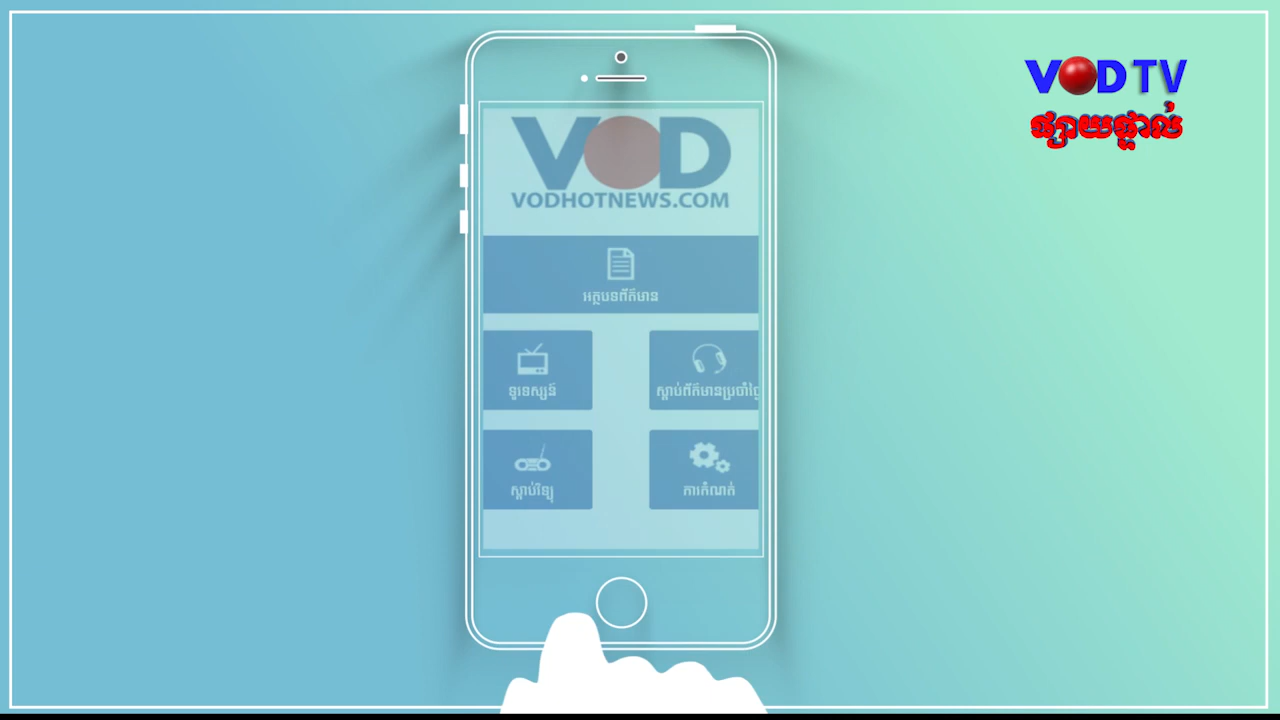 VOD TV
ផ្សាយផ្ទាល់
VOD
VODHOTNEWS.COM
អត្ថបទព័ត៌មាន
ទូរទស្សន៍
ស្តាប់ព័ត៌មានប្រចាំថ្ងៃ
ស្តាប់វិទ្យុ
ការកំណត់